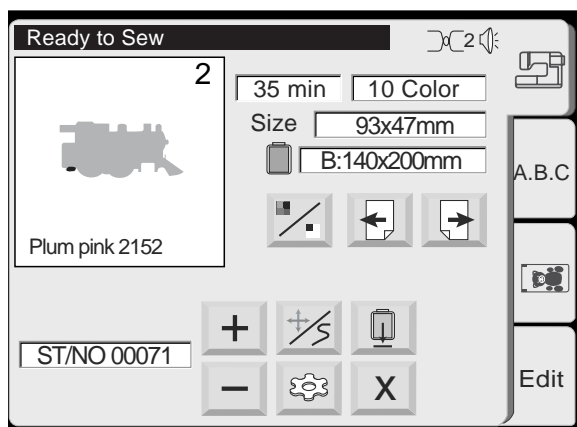 Ready to Sew
2
2
35 min
10 Color
Size
93x47mm
B:140x200mm
A.B.C
Plum pink 2152
+
S
ST/NO 00071
−
X
Edit